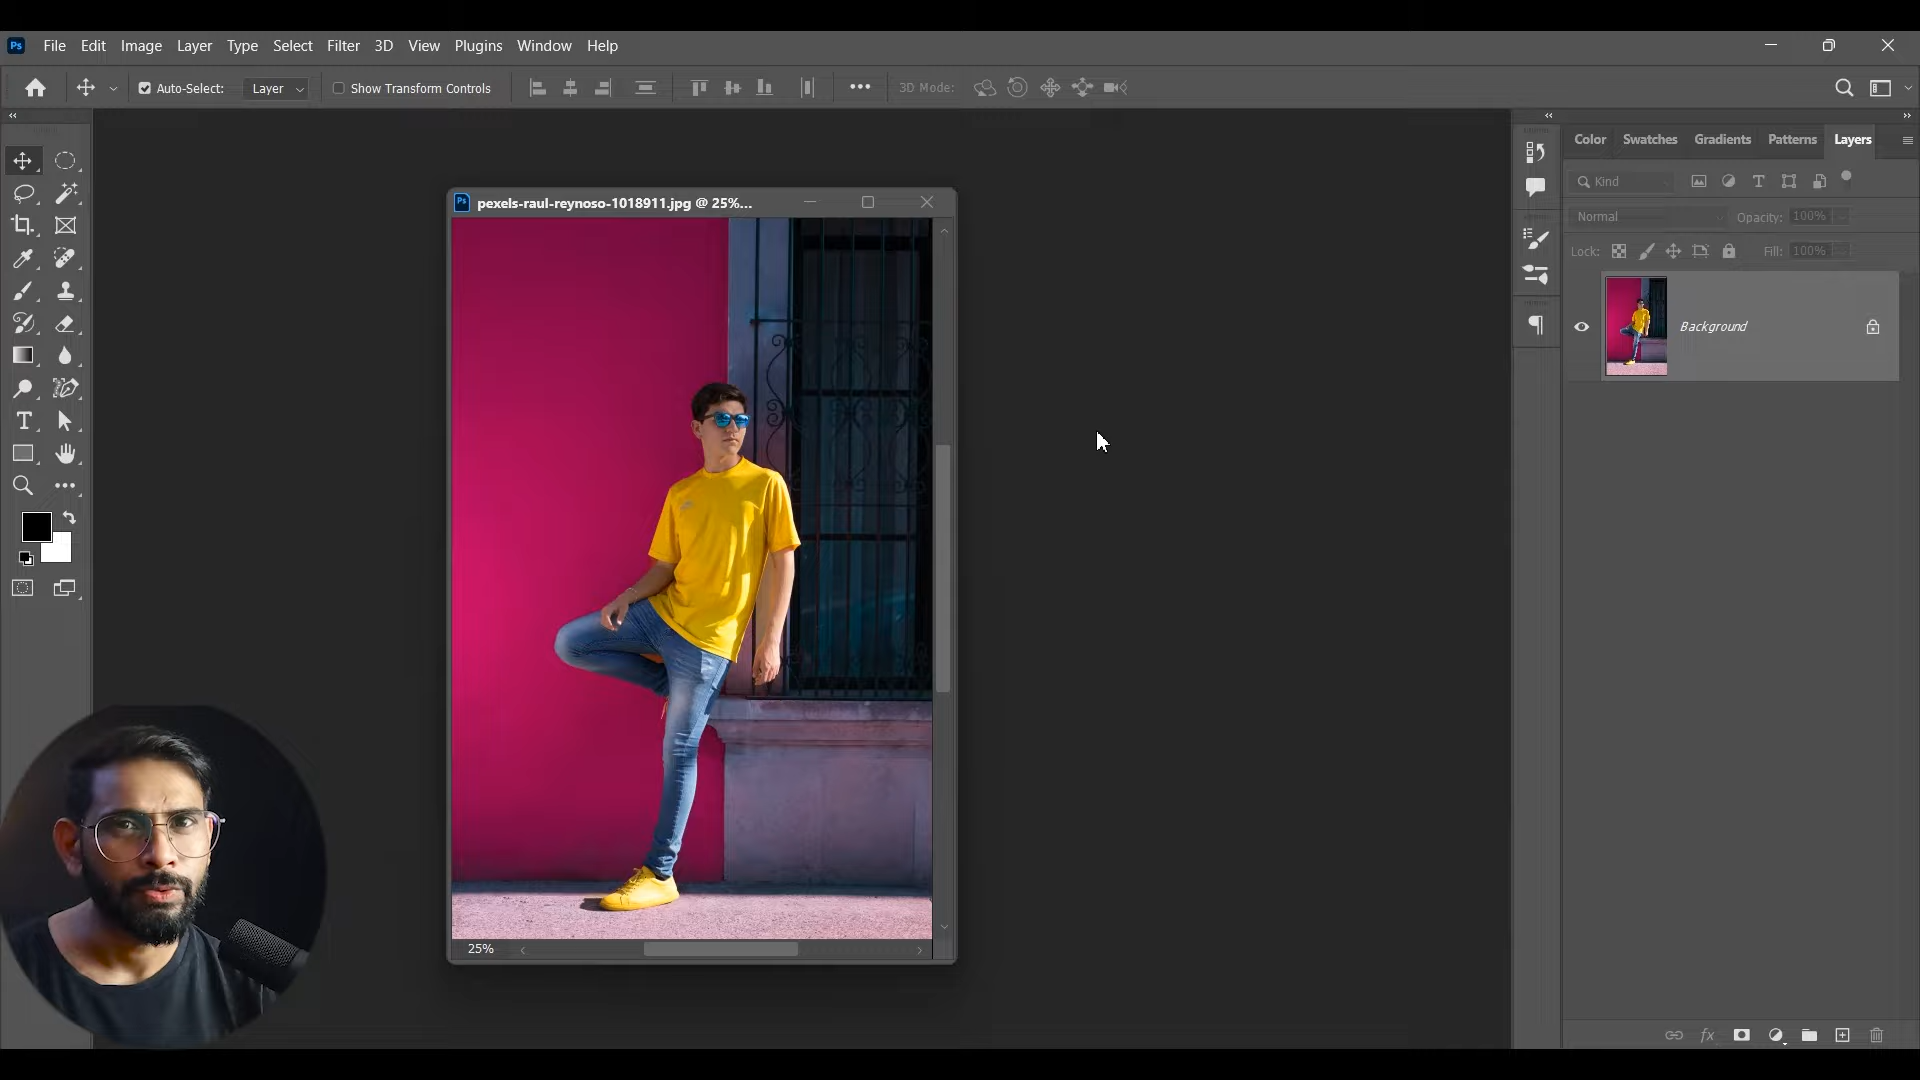 Ps File Edit Image Layer Type Select Filter 3D View Plugins Window Help
Auto-Select: Layer Show Transform Controls ••• 3D Mode:
Color Swatches Gradients Patterns Layers
Kind
Normal Opacity: 100%
Lock: Fill: 100%
Background
Ps pexels-raul-reynoso-1018911.jpg @ 25%...
25%
fx